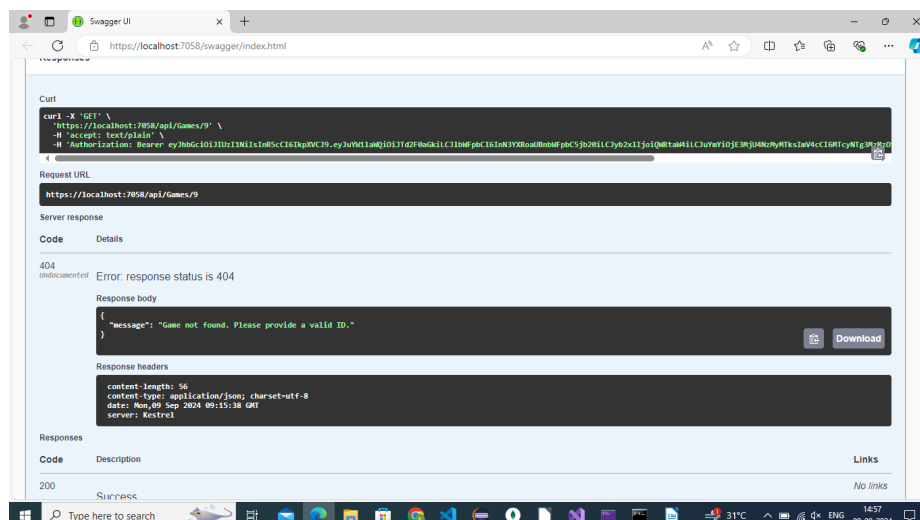 Swagger UI
https://localhost:7058/swagger/index.html
Responses
Curl
curl -X 'GET' \
'https://localhost:7058/api/Games/9' \
-H 'accept: text/plain' \
-H 'Authorization: Bearer
Request URL
https://localhost:7058/api/Games/9
Server response
Code Details
404
Undocumented
Error: response status is 404
Response body
{
"message": "Game not found. Please provide a valid ID."
}
Download
Response headers
content-length: 56
content-type: application/json; charset=utf-8
date: Mon,09 Sep 2024 09:15:38 GMT
server: Kestrel
Responses
Code Description Links
200 No links
Success
Type here to search
31°C
ENG
14:57